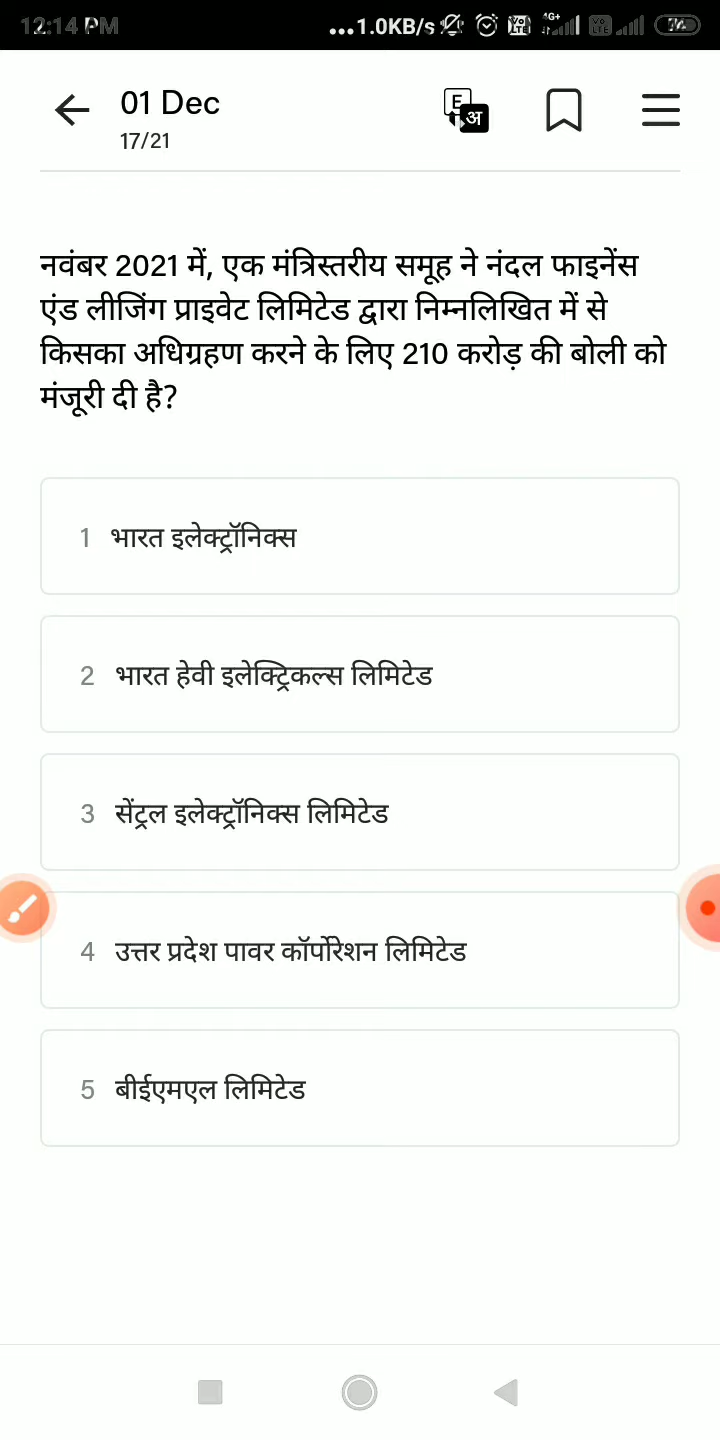 12:14 PM
...1.0KB/s
4G+
01 Dec
17/21
E
अ
नवंबर 2021 में, एक मंत्रिस्तरीय समूह ने नंदल फाइनेंस
एंड लीजिंग प्राइवेट लिमिटेड द्वारा निम्नलिखित में से
किसका अधिग्रहण करने के लिए 210 करोड़ की बोली को
मंजूरी दी है?
1 भारत इलेक्ट्रॉनिक्स
2 भारत हेवी इलेक्ट्रिकल्स लिमिटेड
3 सेंट्रल इलेक्ट्रॉनिक्स लिमिटेड
4 उत्तर प्रदेश पावर कॉर्पोरेशन लिमिटेड
5 बीईएमएल लिमिटेड